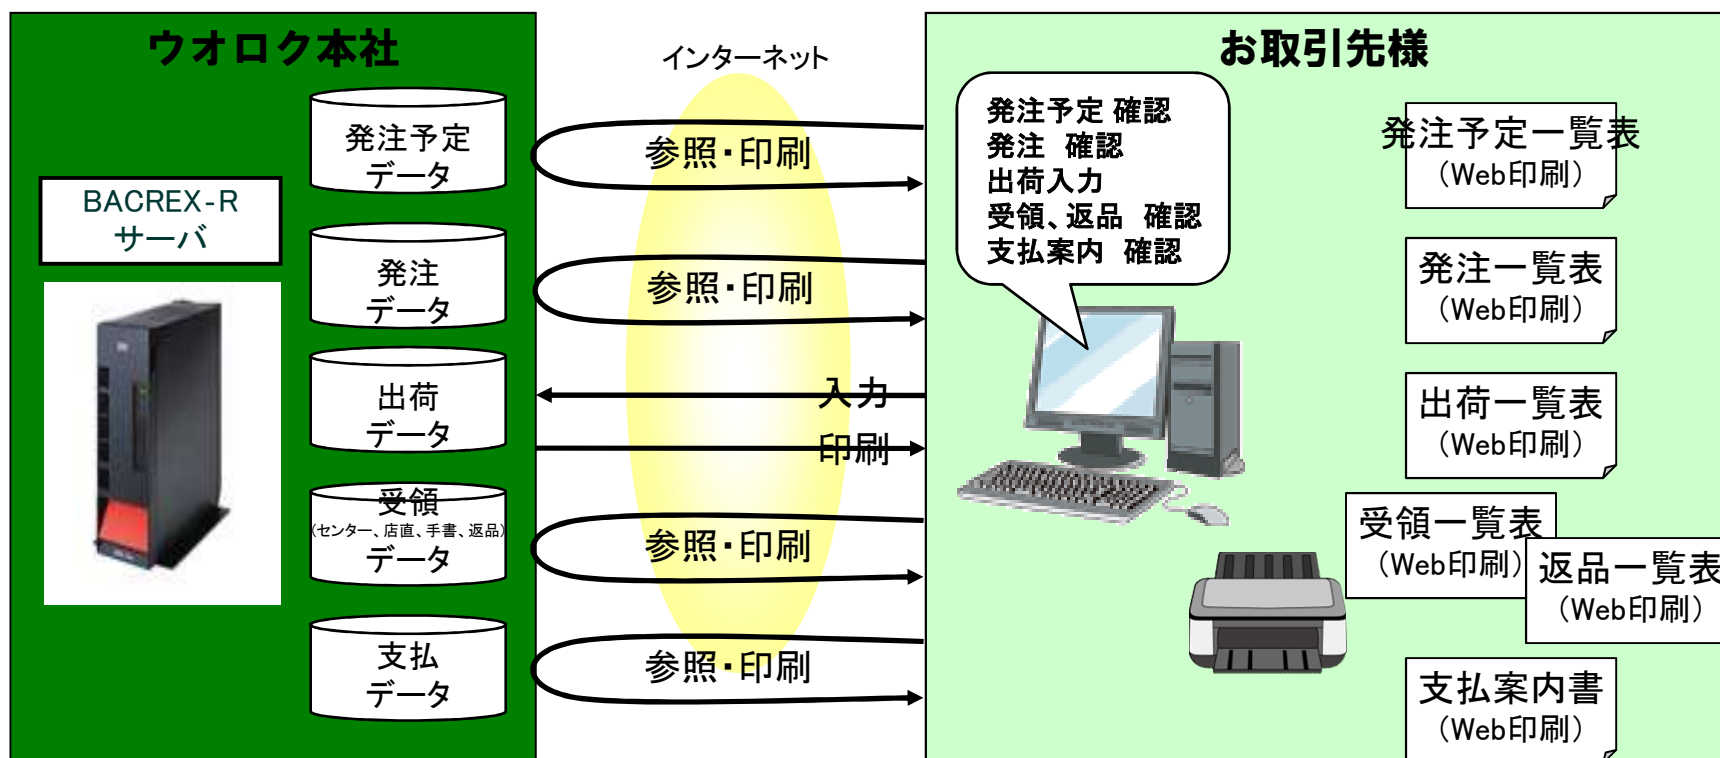 ウオロク本社
BACREX-R
サーバ
発注予定
データ
発注
データ
出荷
データ
受領
(センター、店直、手書、返品)
データ
支払
データ
インターネット
参照・印刷
参照・印刷
入力
印刷
参照・印刷
参照・印刷
お取引先様
発注予定 確認
発注 確認
出荷入力
受領、返品 確認
支払案内 確認
発注予定一覧表
(Web印刷)
発注一覧表
(Web印刷)
出荷一覧表
(Web印刷)
受領一覧表
(Web印刷)
返品一覧表
(Web印刷)
支払案内書
(Web印刷)